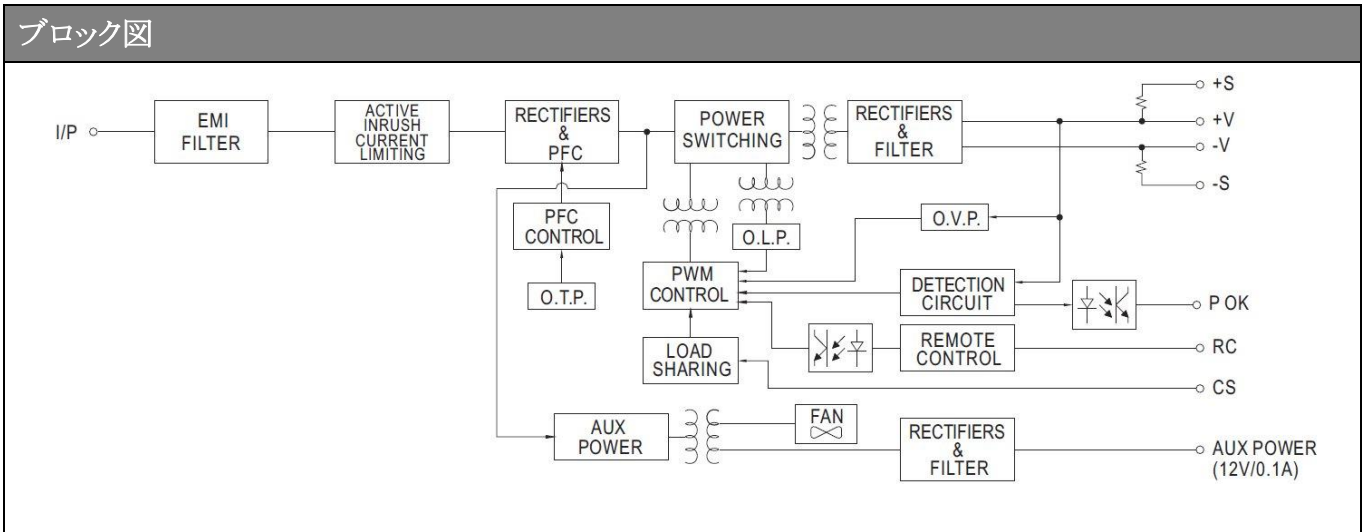 ブロック図
I/P
EMI
FILTER
ACTIVE
INRUSH
CURRENT
LIMITING
RECTIFIERS
&
PFC
POWER
SWITCHING
RECTIFIERS
&
FILTER
+S
+V
-V
-S
PFC
CONTROL
O.L.P.
O.V.P.
O.T.P.
PWM
CONTROL
DETECTION
CIRCUIT
P OK
LOAD
SHARING
REMOTE
CONTROL
RC
CS
AUX
POWER
FAN
RECTIFIERS
&
FILTER
AUX POWER
(12V/0.1A)